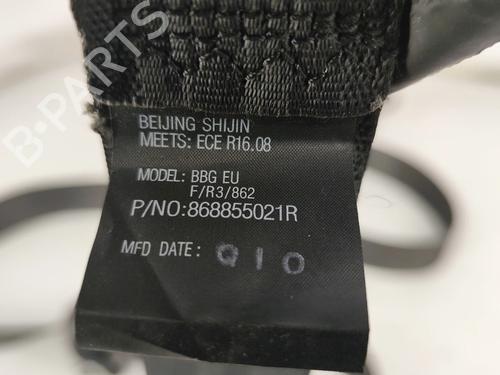 B-PARTS
BEIJING SHIJIN
MEETS: ECE R16.08
MODEL: BBG EU
F/R3/862
P/NO:868855021R
MFD DATE: Q10